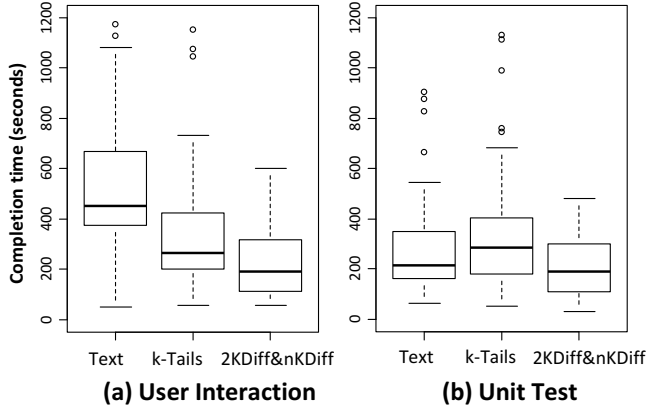 Completion time (seconds)
1200
1000
800
600
400
200
0
Text k-Tails 2KDiff&nKDiff
(a) User Interaction
1200
1000
800
600
400
200
0
Text k-Tails 2KDiff&nKDiff
(b) Unit Test